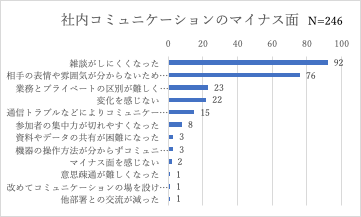 社内コミュニケーションのマイナス面 N=246
0 20 40 60 80 100
雑談がしにくくなった 92
相手の表情や雰囲気が分からないため… 76
業務とプライベートの区別が難しく… 23
変化を感じない 22
通信トラブルなどによりコミュニケー… 15
参加者の集中力が切れやすくなった 8
資料やデータの共有が困難になった 3
機器の操作方法が分からずコミュニ… 3
マイナス面を感じない 2
意思疎通が難しくなった 1
改めてコミュニケーションの場を設け… 1
他部署との交流が減った 1